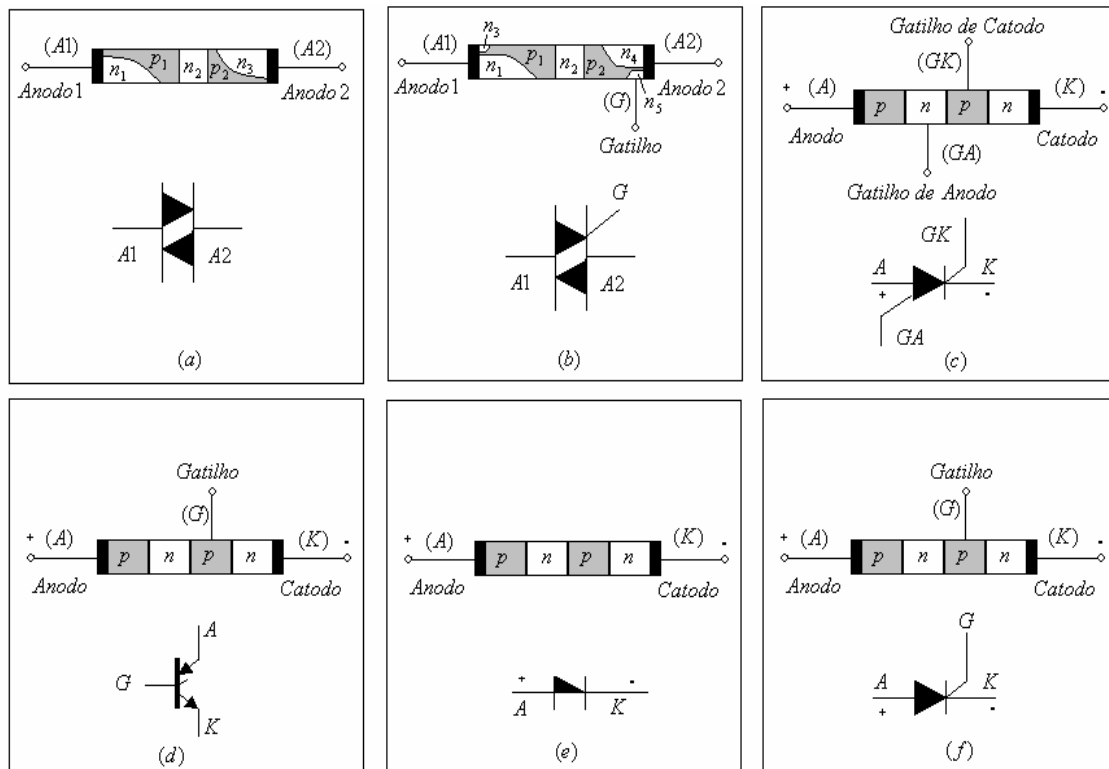 (A1) p₁ n₂ p₂ n₃ n₁ (A2)
Anodo 1 Anodo 2
A1 A2
(a)
(A1) n₃ p₁ n₂ p₂ n₄ n₁ (A2)
Anodo 1 (G) n₅ Anodo 2
Gatilho
G
A1 A2
(b)
Gatilho de Catodo
(GK)
+ (A) p n p n (K) -
Anodo Catodo
(GA)
Gatilho de Anodo
GK
A K
+ -
GA
(c)
Gatilho
(G)
+ (A) p n p n (K) -
Anodo Catodo
A
G
K
(d)
+ (A) p n p n (K) -
Anodo Catodo
+ -
A K
(e)
Gatilho
(G)
+ (A) p n p n (K) -
Anodo Catodo
G
A K
+ -
(f)